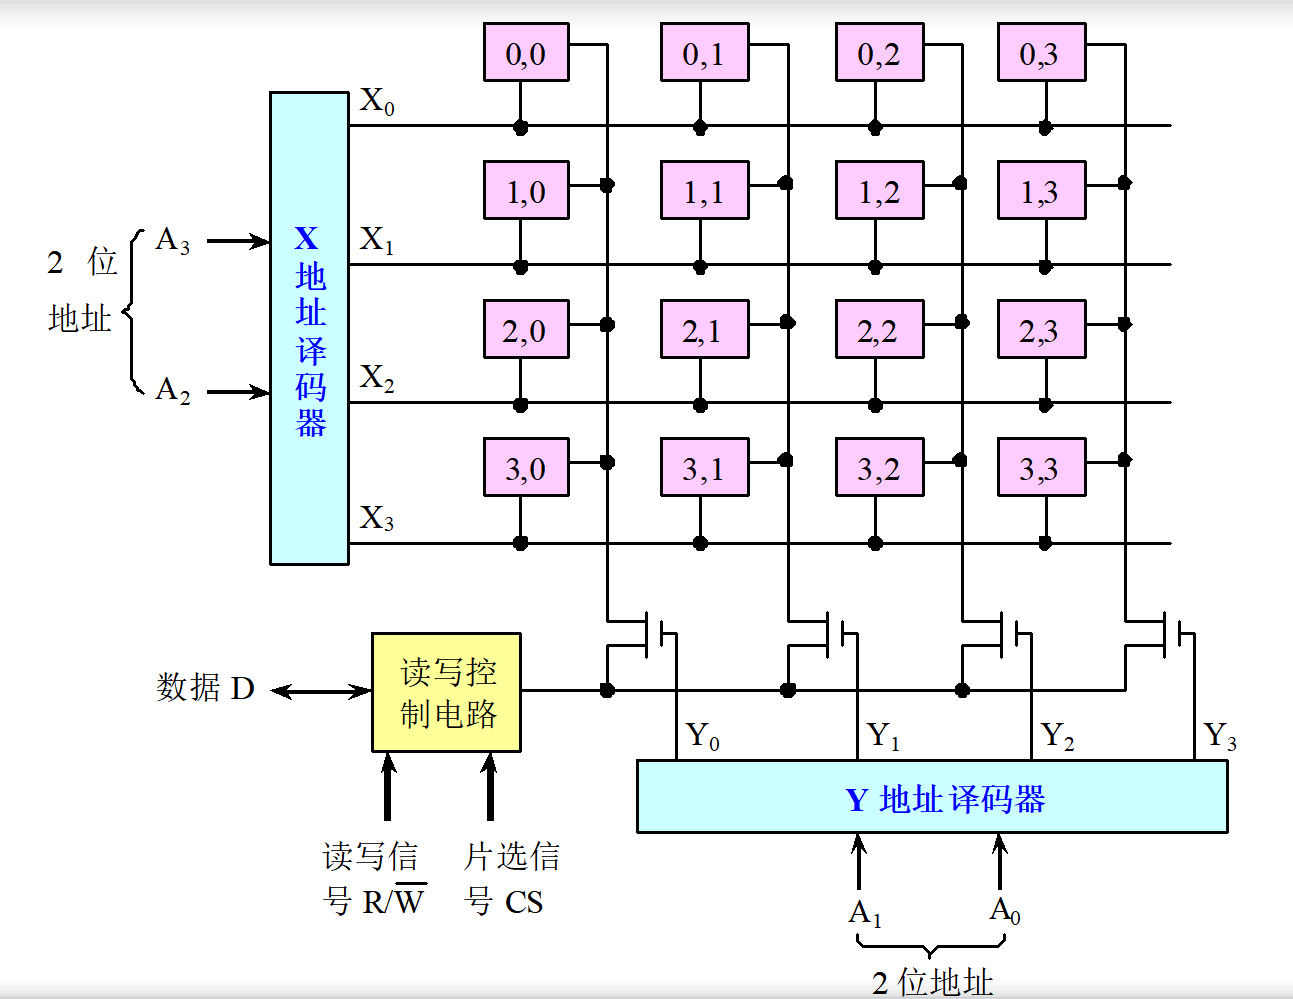 0,0 0,1 0,2 0,3
X₀
1,0 1,1 1,2 1,3
A₃
X₁
2 位
地址
X
地
址
译
码
器
2,0 2,1 2,2 2,3
A₂
X₂
3,0 3,1 3,2 3,3
X₃
数据 D
读写控
制电路
Y₀ Y₁ Y₂ Y₃
Y 地址译码器
读写信
号 R/W̅
片选信
号 CS
A₁ A₀
2 位地址